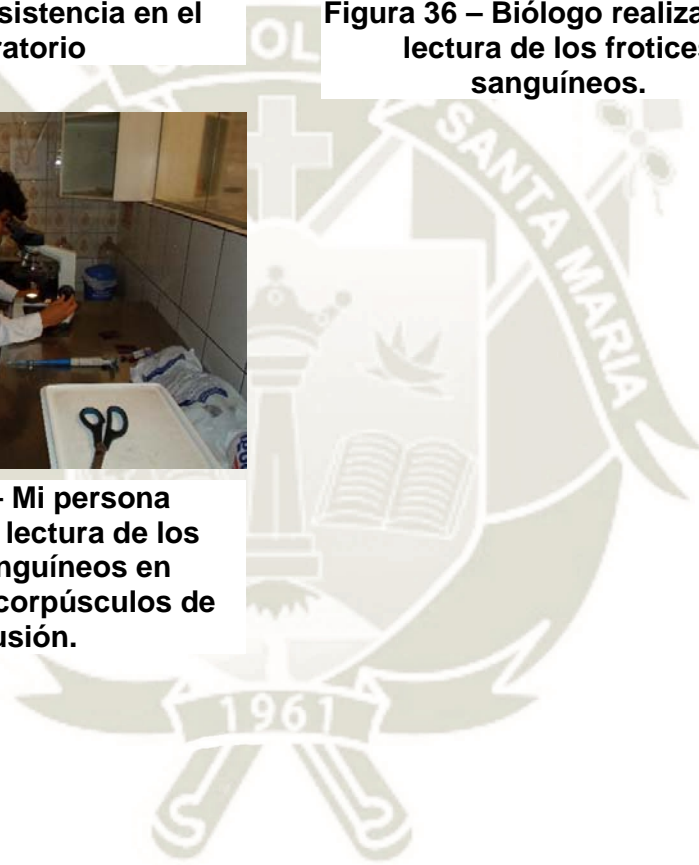 sistencia en el
ratorio
Figura 36 – Biólogo realiza
lectura de los frotice
sanguíneos.
– Mi persona
lectura de los
nguíneos en
corpúsculos de
usión.
SANTA MARIA
1961